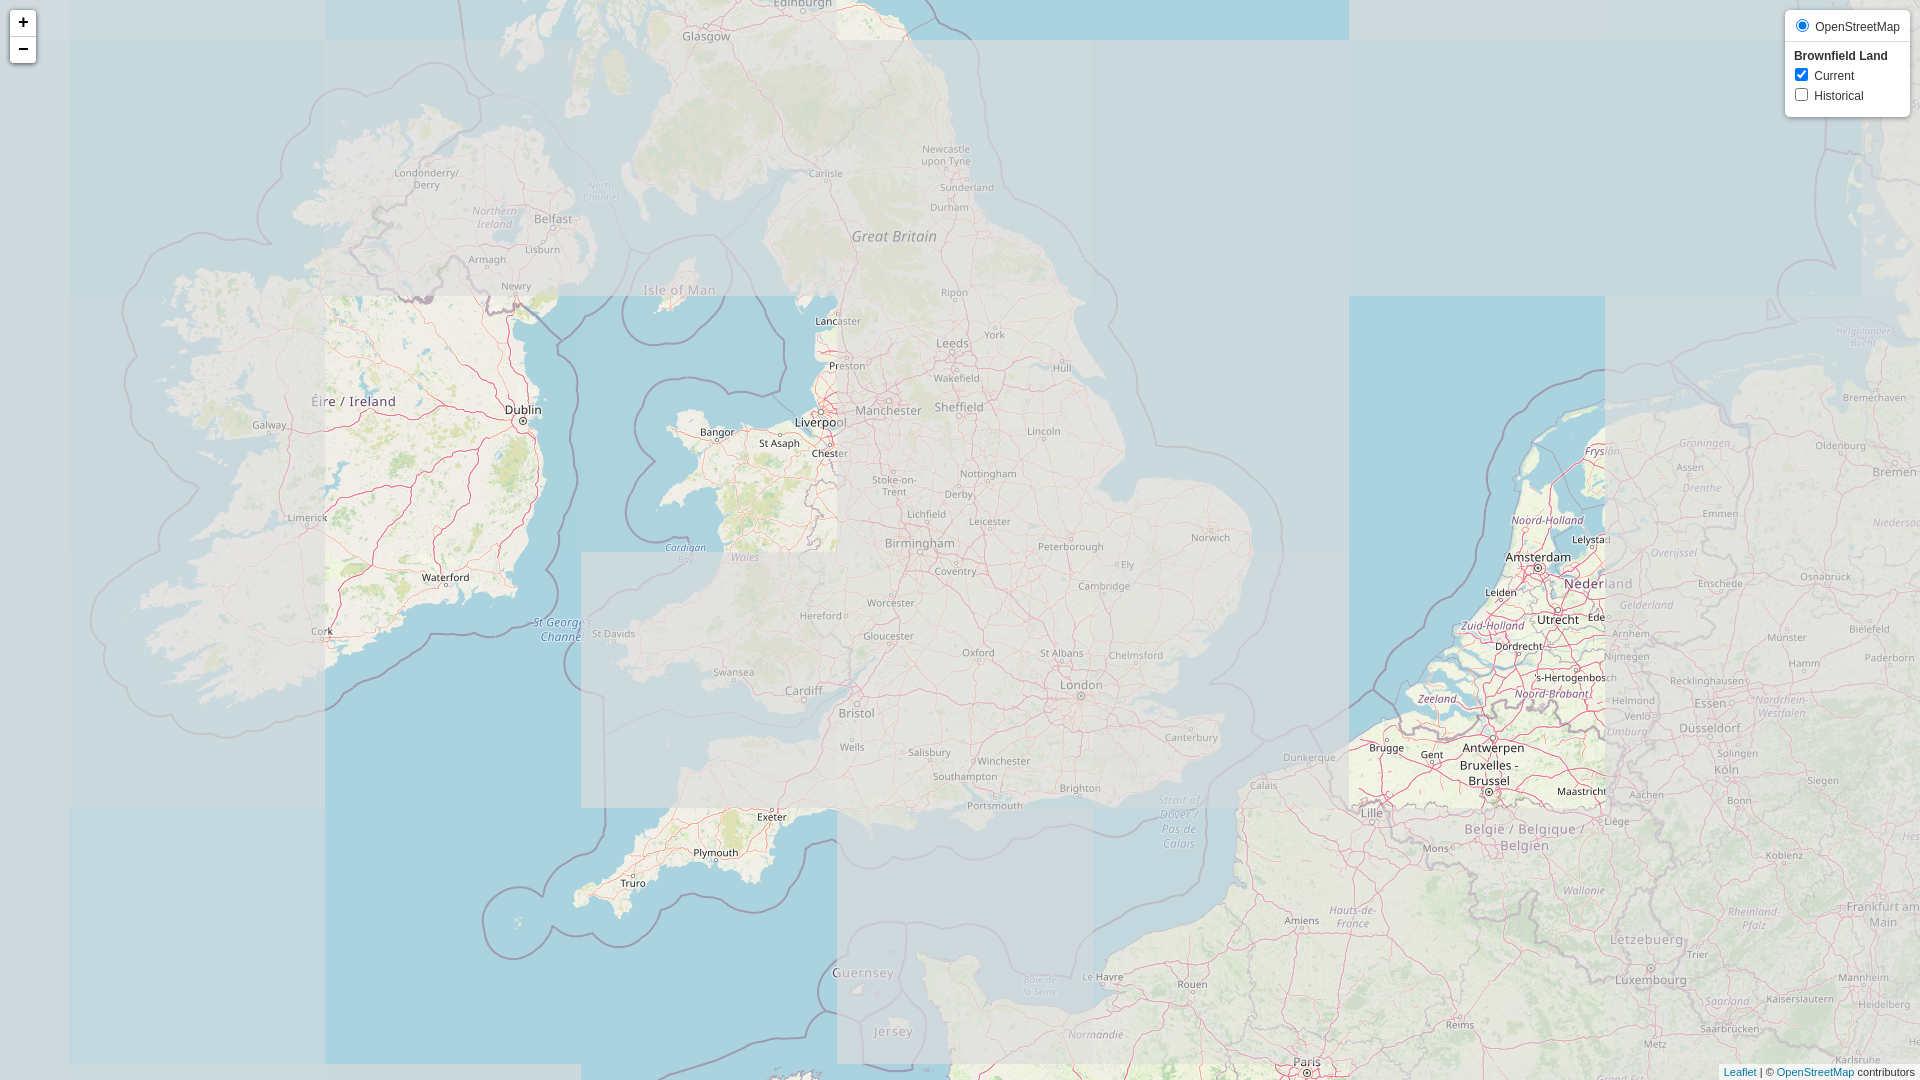 +
−
OpenStreetMap
Brownfield Land
Current
Historical
Edinburgh
Glasgow
Newcastle
upon Tyne
Londonderry/
Derry
Carlisle
Sunderland
North
Channel
Northern
Ireland
Belfast
Durham
Great Britain
Lisburn
Armagh
Newry
Isle of Man
Ripon
Lancaster
York
Leeds
Helgoländer
Bucht
Preston
Hull
Wakefield
Éire / Ireland
Dublin
Manchester
Sheffield
Bremerhaven
Galway
Bangor
Liverpool
Lincoln
St Asaph
Chester
Groningen
Oldenburg
Fryslân
Assen
Bremen
Stoke-on-
Trent
Nottingham
Derby
Drenthe
Limerick
Lichfield
Leicester
Emmen
Noord-Holland
Niedersac
Birmingham
Peterborough
Norwich
Lelystad
Cardigan
Bay
Wales
Amsterdam
Overijssel
Ely
Coventry
Waterford
Cambridge
Nederland
Enschede
Osnabrück
Leiden
Worcester
Gelderland
Hereford
Utrecht
Ede
St George's
Channel
Cork
St Davids
Gloucester
Zuid-Holland
Arnhem
Bielefeld
Münster
Oxford
St Albans
Chelmsford
Dordrecht
Nijmegen
Paderborn
Hamm
Swansea
London
's-Hertogenbosch
Recklinghausen
Cardiff
Zeeland
Noord-Brabant
Helmond
Essen
Nordrhein-
Westfalen
Bristol
Venlo
Düsseldorf
Limburg
Canterbury
Wells
Salisbury
Brugge
Gent
Antwerpen
Solingen
Winchester
Dunkerque
Bruxelles -
Brussel
Köln
Southampton
Brighton
Calais
Maastricht
Aachen
Siegen
Portsmouth
Strait of
Dover /
Pas de
Calais
Bonn
Exeter
Lille
Liège
België / Belgique /
Belgien
Hes
Plymouth
Mons
Koblenz
Truro
Wallonie
Hauts-de-
France
Amiens
Rheinland-
Pfalz
Frankfurt am
Main
Lëtzebuerg
Trier
Guernsey
Le Havre
Baie de
la Seine
Rouen
Luxembourg
Mannheim
Saarland
Kaiserslautern
Heidelberg
Jersey
Normandie
Reims
Saarbrücken
Metz
Karlsruhe
Paris
Grand Est
Leaflet | © OpenStreetMap contributors